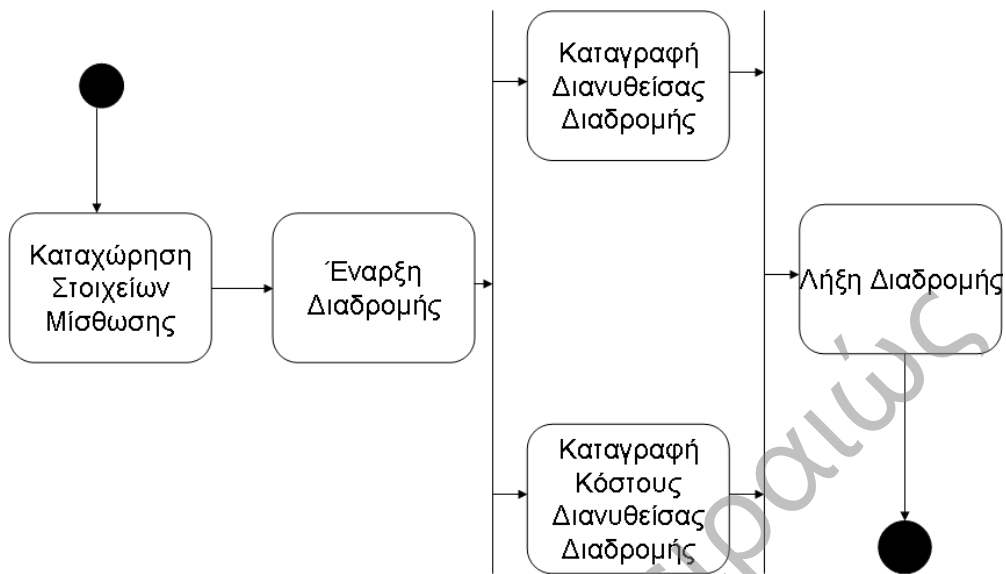 Καταχώρηση
Στοιχείων
Μίσθωσης
Έναρξη
Διαδρομής
Καταγραφή
Διανυθείσας
Διαδρομής
Καταγραφή
Κόστους
Διανυθείσας
Διαδρομής
Λήξη Διαδρομής